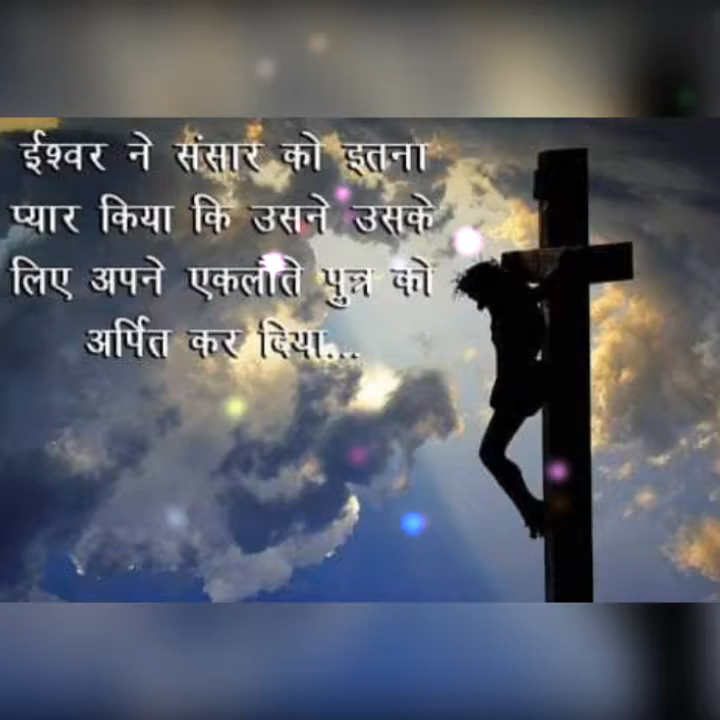 ईश्वर ने संसार को इतना
प्यार किया कि उसने उसके
लिए अपने एकलौते पुत्र को
अर्पित कर दिया...